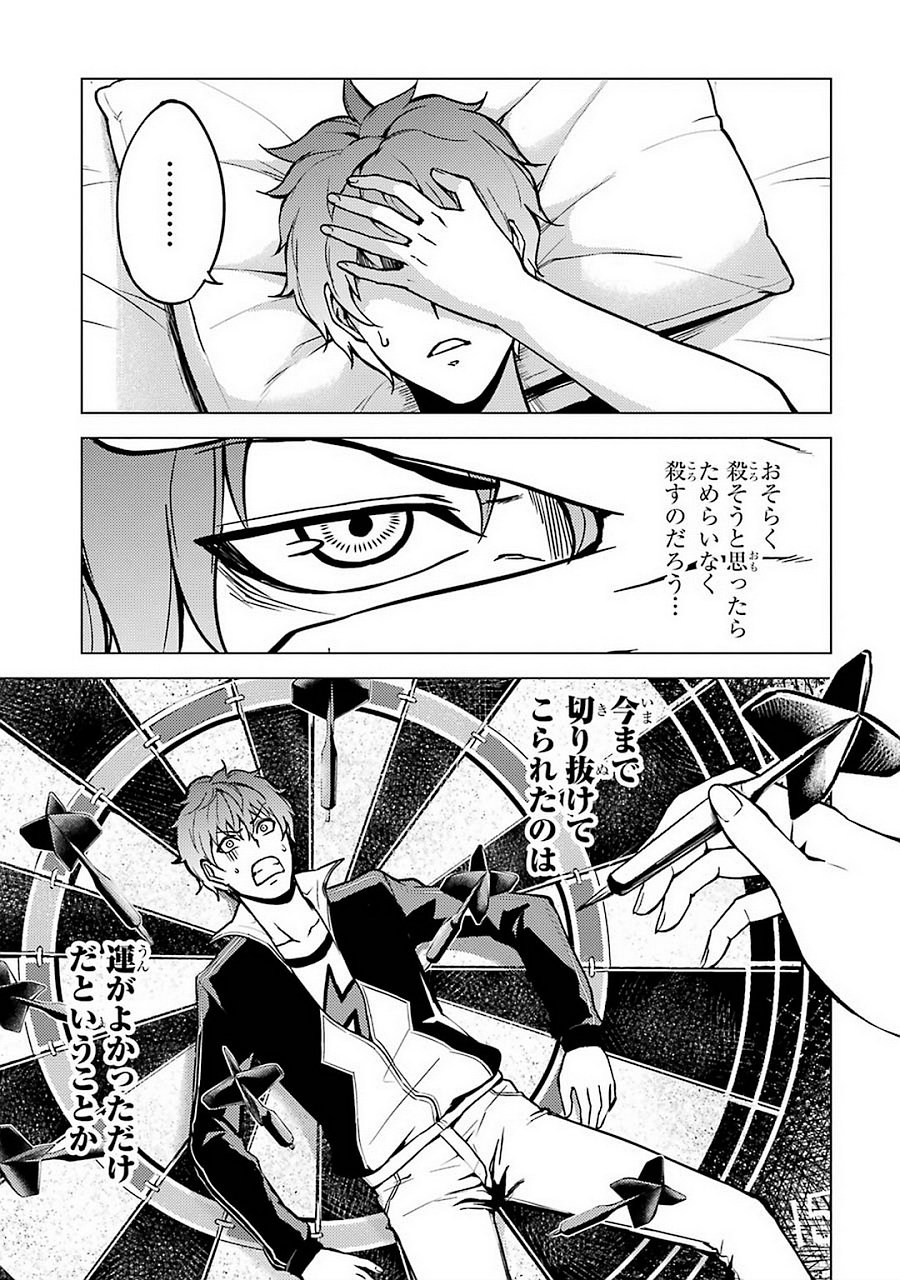 ………
おそらく
殺そうと思ったら
ためらいなく
殺すのだろう…
今まで
切り抜けて
こられたのは
運がよかっただけ
だということか